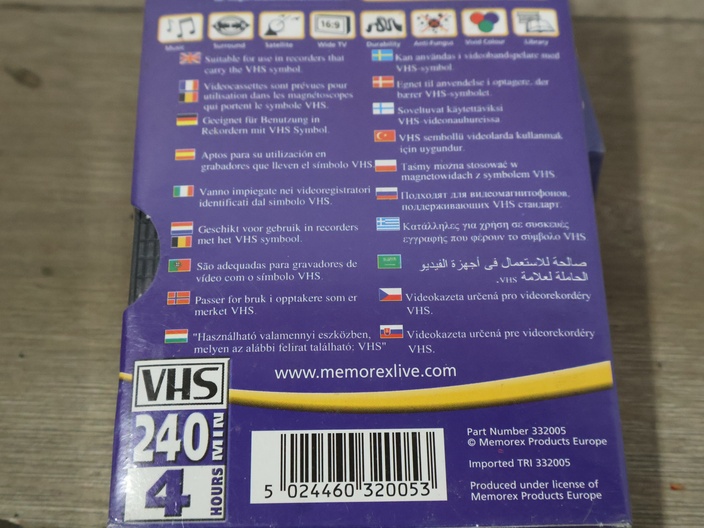 Music
Surround
Satellite
16:9
Wide TV
Durability
Anti-Fungus
Vivid Colour
Library
Suitable for use in recorders that
carry the VHS symbol.
Videocassettes sont prévues pour
utilisation dans les magnétoscopes
qui portent le symbole VHS.
Geeignet für Benutzung in
Rekordern mit VHS Symbol.
Aptos para su utilización en
grabadores que lleven el símbolo VHS.
Vanno impiegate nei videoregistratori
identificati dal simbolo VHS.
Geschikt voor gebruik in recorders
met het VHS symbool.
São adequadas para gravadores de
vídeo com o símbolo VHS.
Passer for bruk i opptakere som er
merket VHS.
"Használható valamennyi eszközben,
melyen az alábbi felirat található; VHS"
Kan användas i videobandspelare med
VHS-symbol.
Egnet til anvendelse i optagere, der
bærer VHS-symbolet.
Soveltuvat käytettäviksi
VHS-videonauhureissa.
VHS sembollü videolarda kullanmak
için uygundur.
Taśmy można stosować w
magnetowidach z symbolem VHS.
Подходят для видеомагнитофонов,
поддерживающих VHS стандарт.
Κατάλληλες για χρήση σε συσκευές
εγγραφής που φέρουν το σύμβολο VHS
صالحة للاستعمال في أجهزة الفيديو
الحاملة لعلامة VHS.
Videokazeta určená pro videorekordéry
VHS.
Videokazeta určená pre videorekordéry
VHS.
www.memorexlive.com
VHS
240 MIN
4 HOURS
5 024460 320053
Part Number 332005
© Memorex Products Europe
Imported TRI 332005
Produced under license of
Memorex Products Europe